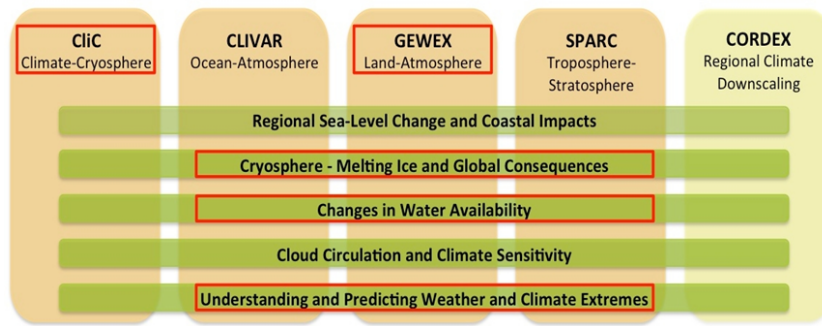 CliC
Climate-Cryosphere
CLIVAR
Ocean-Atmosphere
GEWEX
Land-Atmosphere
SPARC
Troposphere-
Stratosphere
CORDEX
Regional Climate
Downscaling
Regional Sea-Level Change and Coastal Impacts
Cryosphere - Melting Ice and Global Consequences
Changes in Water Availability
Cloud Circulation and Climate Sensitivity
Understanding and Predicting Weather and Climate Extremes